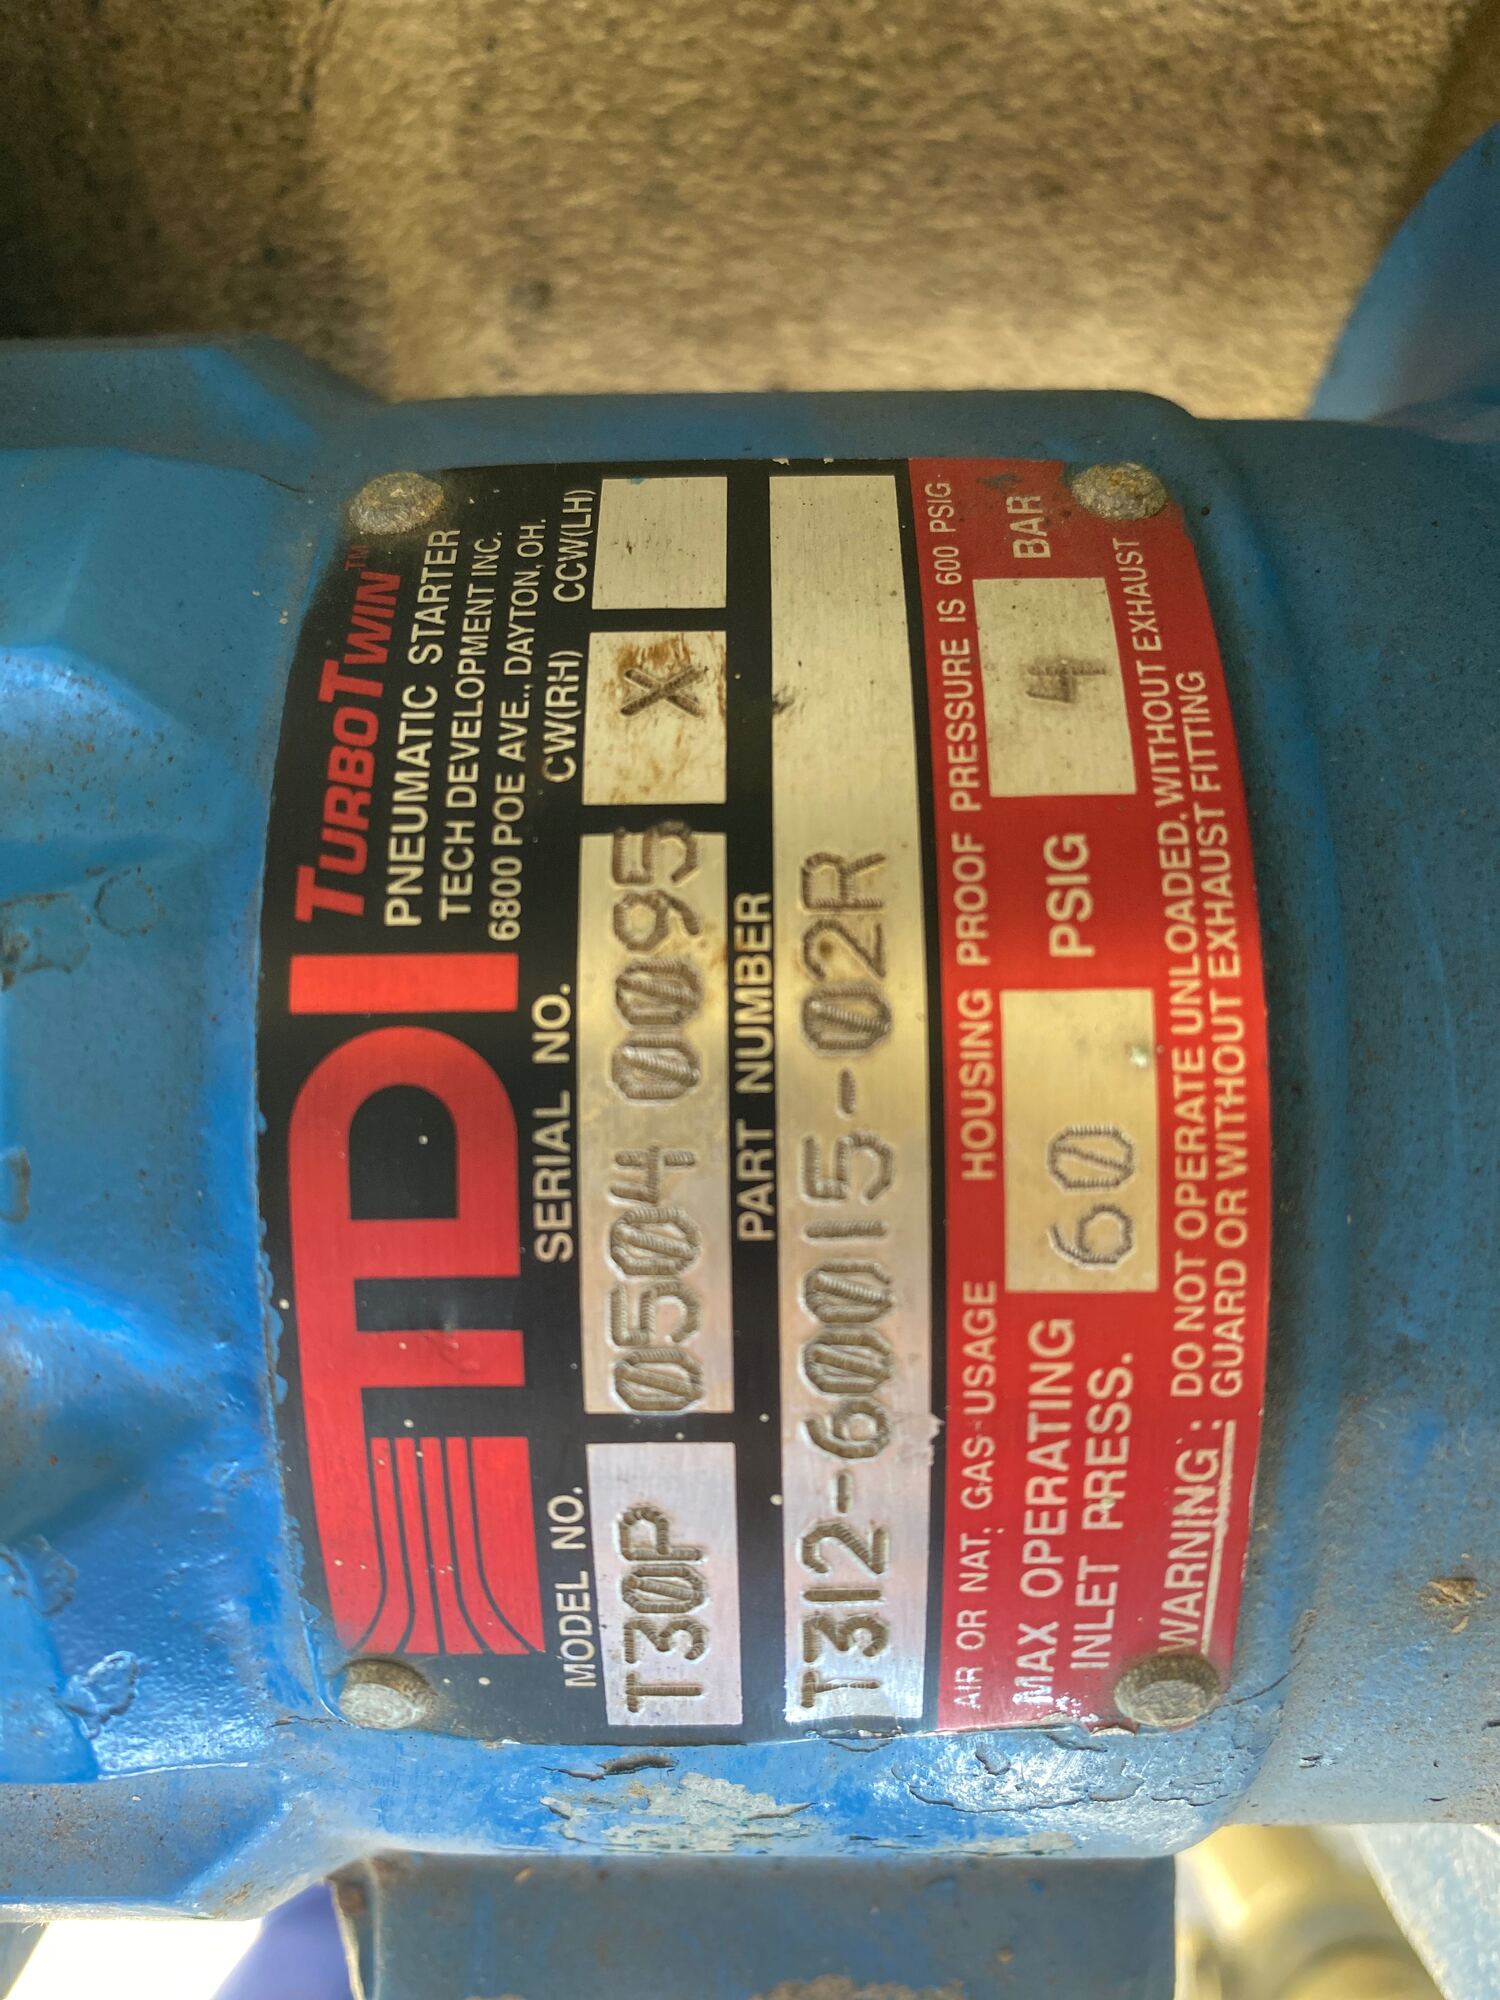 TDI TURBOTWIN™
PNEUMATIC STARTER
TECH DEVELOPMENT INC.
6800 POE AVE., DAYTON, OH.
MODEL NO. SERIAL NO. CW(RH) CCW(LH)
T30P 0504 0095 X
PART NUMBER
T312-60015-02R
AIR OR NAT. GAS USAGE HOUSING PROOF PRESSURE IS 600 PSIG
MAX OPERATING
INLET PRESS. 60 PSIG 4 BAR
WARNING: DO NOT OPERATE UNLOADED, WITHOUT EXHAUST
GUARD OR WITHOUT EXHAUST FITTING